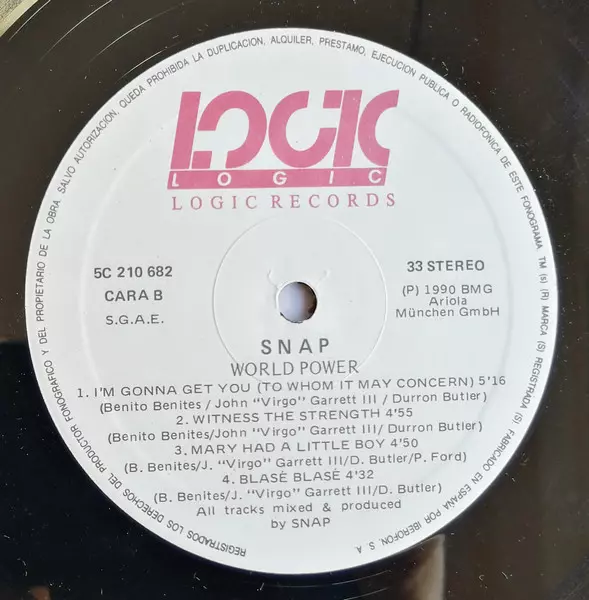 LOGIC
LOGIC
LOGIC RECORDS
5C 210 682
CARA B
S.G.A.E.
33 STEREO
(P) 1990 BMG
Ariola
München GmbH
SNAP
WORLD POWER
1. I'M GONNA GET YOU (TO WHOM IT MAY CONCERN) 5'16
(Benito Benites / John "Virgo" Garrett III / Durron Butler)
2. WITNESS THE STRENGTH 4'55
(Benito Benites/John "Virgo" Garrett III / Durron Butler)
3. MARY HAD A LITTLE BOY 4'50
(B. Benites/J. "Virgo" Garrett III/D. Butler/P. Ford)
4. BLASÈ BLASÈ 4'32
(B. Benites/J. "Virgo" Garrett III/D. Butler)
All tracks mixed & produced
by SNAP
REGISTRADOS LOS DERECHOS DEL PRODUCTOR FONOGRAFICO Y DEL PROPIETARIO DE LA OBRA. SALVO AUTORIZACION, QUEDA PROHIBIDA LA DUPLICACION, ALQUILER, PRESTAMO, EJECUCION PUBLICA O RADIOFONICA DE ESTE FONOGRAMA. TM (s) (R) MARCA (S) REGISTRADA (S) FABRICADO EN ESPAÑA POR IBEROFON, S. A.